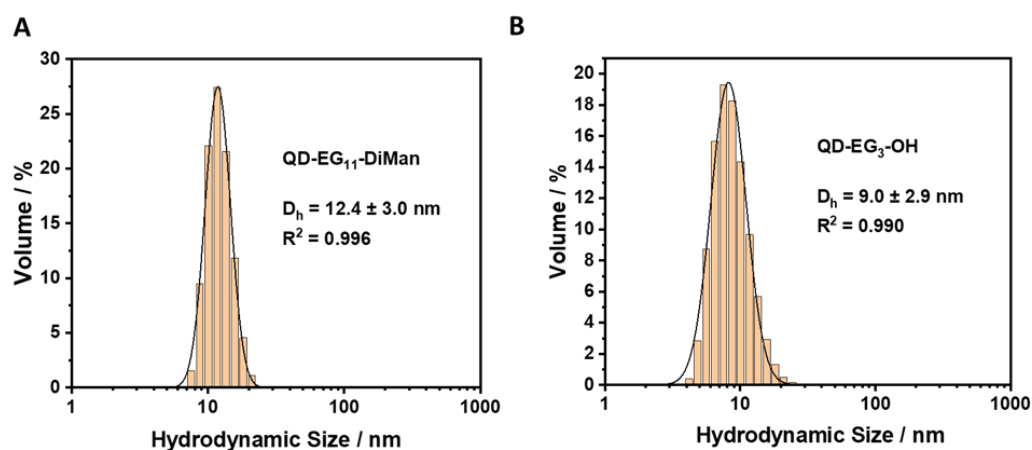 A
Volume / %
30
25
20
15
10
5
0
QD-EG₁₁-DiMan
Dₕ = 12.4 ± 3.0 nm
R² = 0.996
1
10
100
1000
Hydrodynamic Size / nm
B
Volume / %
20
18
16
14
12
10
8
6
4
2
0
QD-EG₃-OH
Dₕ = 9.0 ± 2.9 nm
R² = 0.990
1
10
100
1000
Hydrodynamic Size / nm